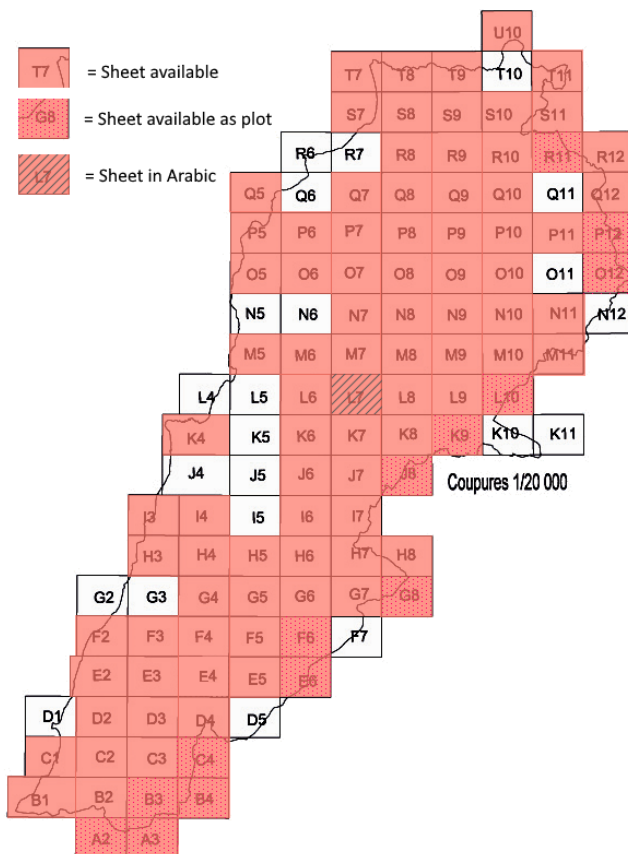 U10
T7 = Sheet available
T7 T8 T9 T10 T11
G8 = Sheet available as plot
S7 S8 S9 S10 S11
L7 = Sheet in Arabic
R6 R7 R8 R9 R10 R11 R12
Q5 Q6 Q7 Q8 Q9 Q10 Q11 Q12
P5 P6 P7 P8 P9 P10 P11 P12
O5 O6 O7 O8 O9 O10 O11 O12
N5 N6 N7 N8 N9 N10 N11 N12
M5 M6 M7 M8 M9 M10 M11
L4 L5 L6 L7 L8 L9 L10
K4 K5 K6 K7 K8 K9 K10 K11
J4 J5 J6 J7 J8 Coupures 1/20 000
I3 I4 I5 I6 I7
H3 H4 H5 H6 H7 H8
G2 G3 G4 G5 G6 G7 G8
F2 F3 F4 F5 F6 F7
E2 E3 E4 E5 E6
D1 D2 D3 D4 D5
C1 C2 C3 C4
B1 B2 B3 B4
A2 A3